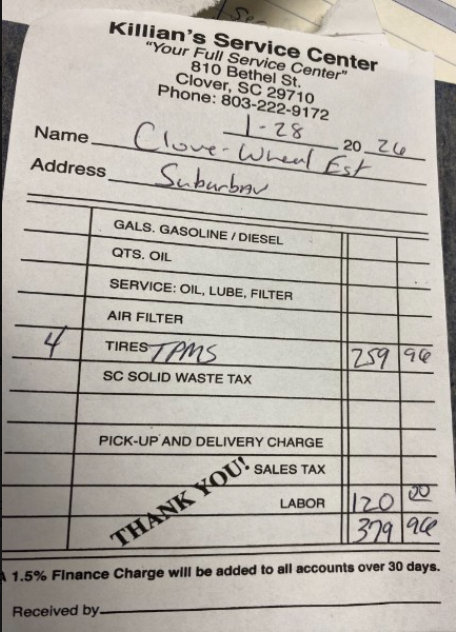 Killian's Service Center
"Your Full Service Center"
810 Bethel St.
Clover, SC 29710
Phone: 803-222-9172
1-28 20 26
Name Clove-Wheal Est
Address Suburban
GALS. GASOLINE / DIESEL
QTS. OIL
SERVICE: OIL, LUBE, FILTER
AIR FILTER
4 TIRES TPMS 259 96
SC SOLID WASTE TAX
PICK-UP AND DELIVERY CHARGE
SALES TAX
THANK YOU!
LABOR 120 00
379 96
A 1.5% Finance Charge will be added to all accounts over 30 days.
Received by